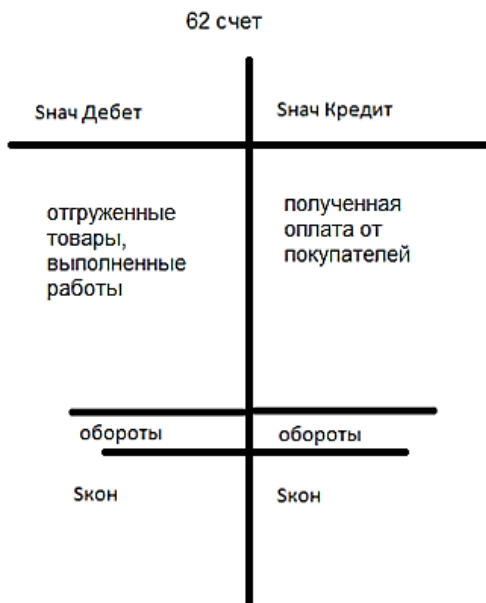 62 счет
Sнач Дебет
Sнач Кредит
отгруженные
товары,
выполненные
работы
полученная
оплата от
покупателей
обороты
обороты
Sкон
Sкон